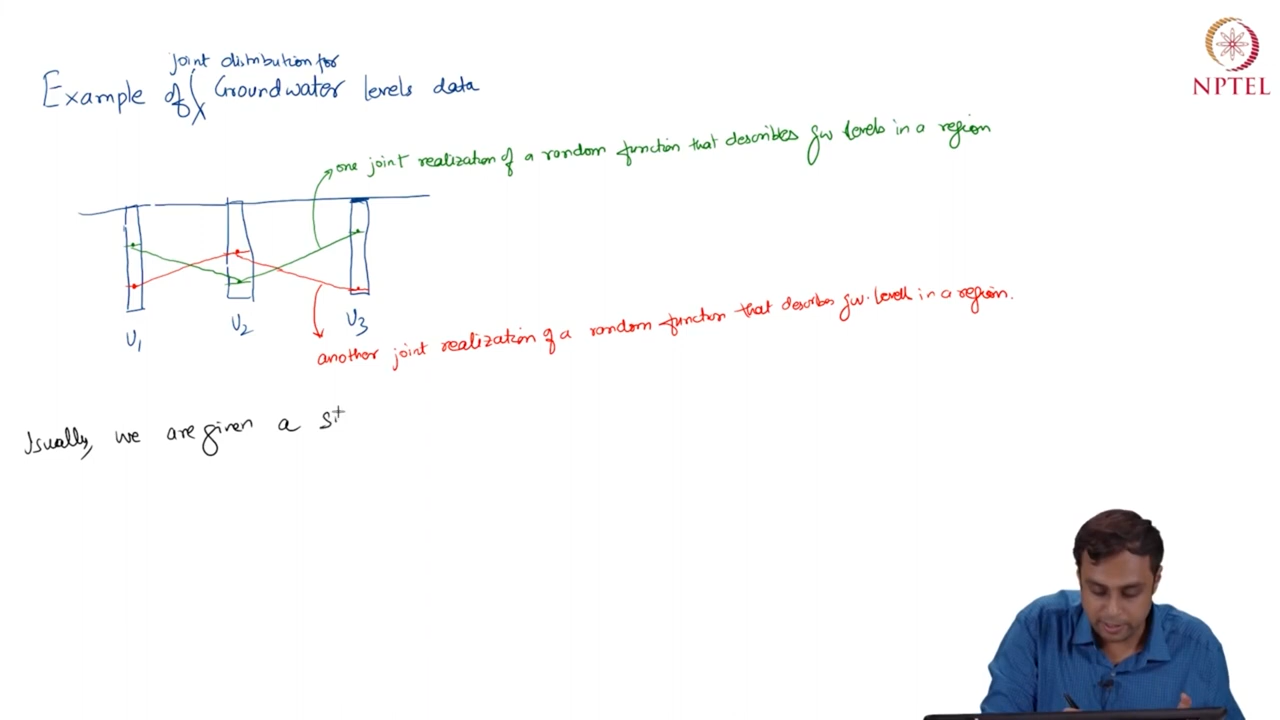 joint distribution for
Example of Groundwater levels data
NPTEL
one joint realization of a random function that describes gw levels in a region
U1 U2 U3
another joint realization of a random function that describes gw. levels in a region.
Usually, we are given a sit